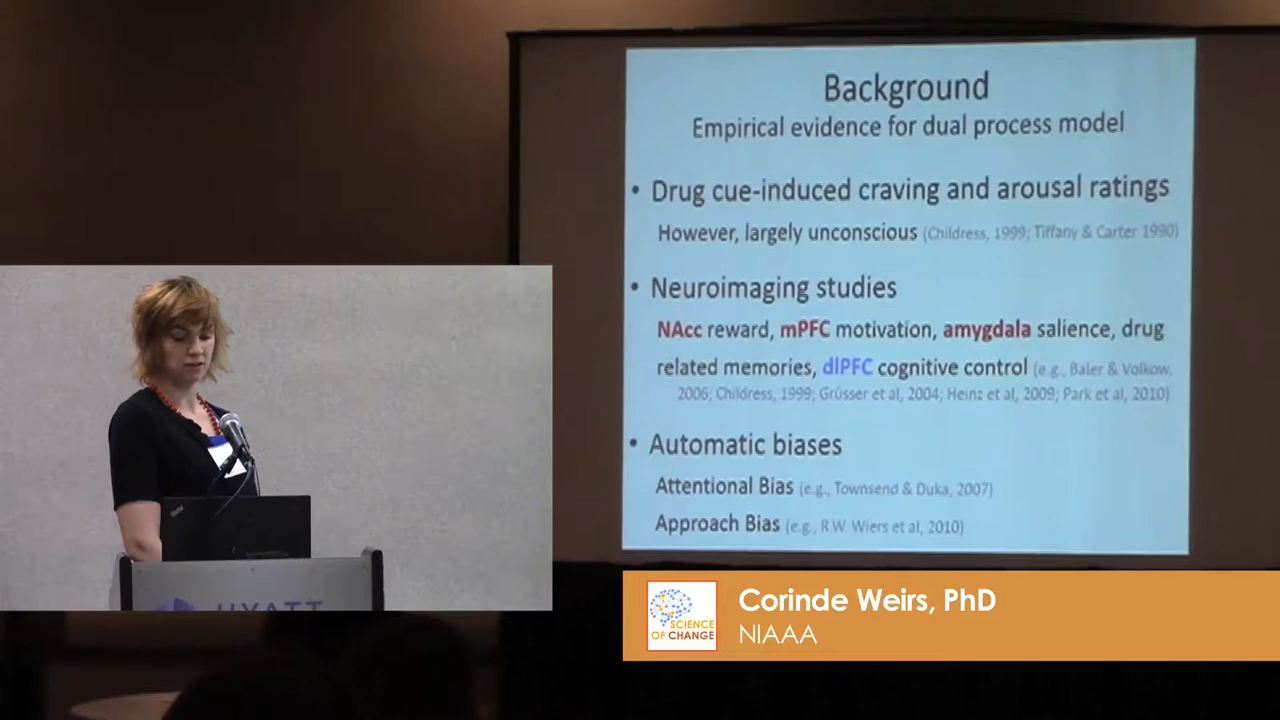 Background
Empirical evidence for dual process model
• Drug cue-induced craving and arousal ratings
However, largely unconscious (Childress, 1999; Tiffany & Carter 1990)
• Neuroimaging studies
NAcc reward, mPFC motivation, amygdala salience, drug
related memories, dlPFC cognitive control (e.g., Baler & Volkow,
2006; Childress, 1999; Grüsser et al, 2004; Heinz et al, 2009; Park et al, 2010)
• Automatic biases
Attentional Bias (e.g., Townsend & Duka, 2007)
Approach Bias (e.g., R.W. Wiers et al, 2010)
HYATT
SCIENCE
OF CHANGE
Corinde Weirs, PhD
NIAAA